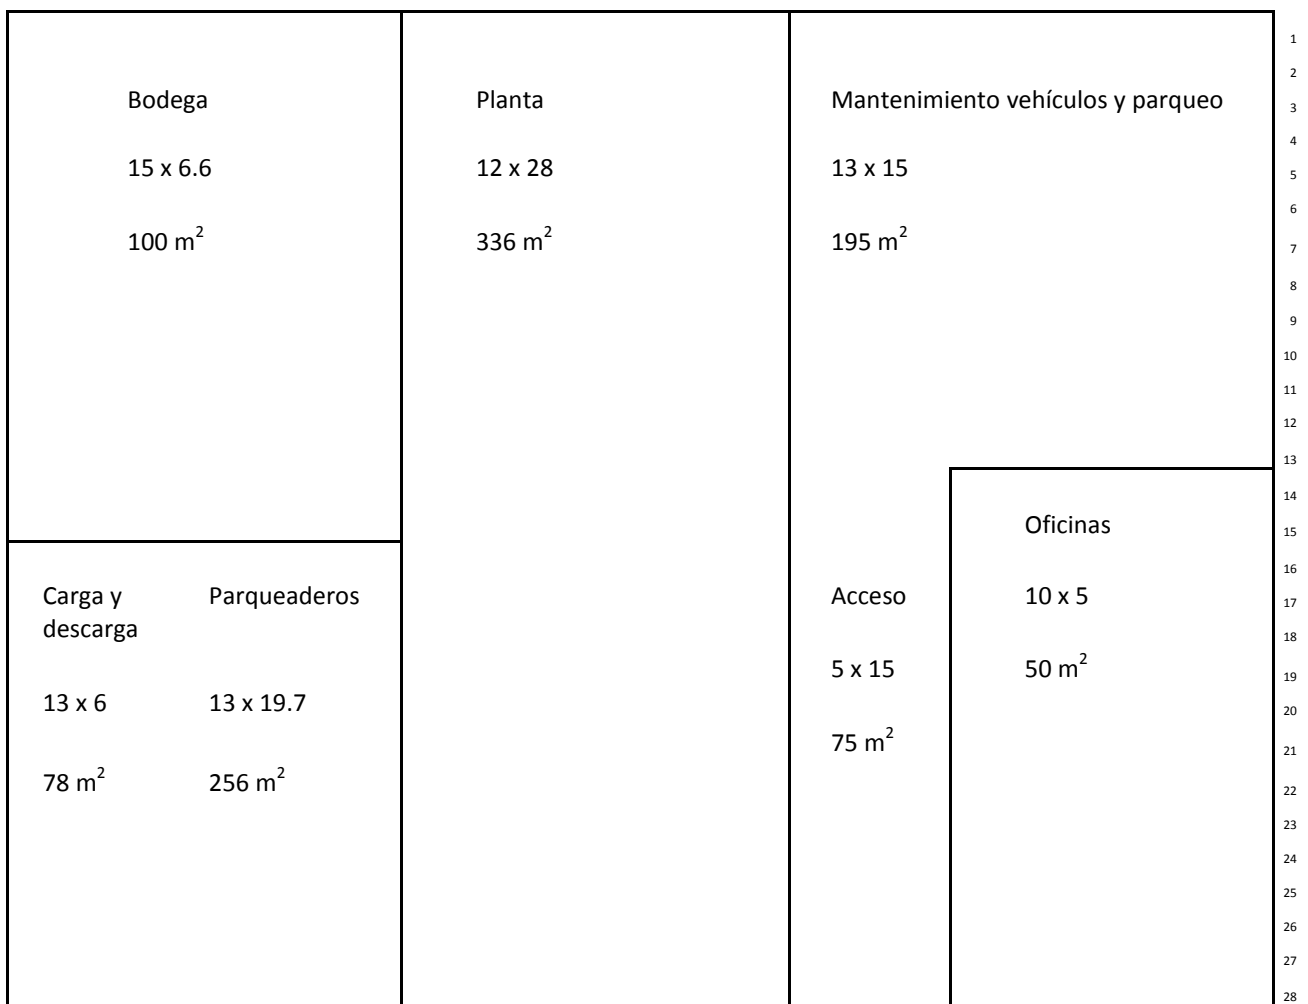 Bodega
15 x 6.6
100 m²
Planta
12 x 28
336 m²
Mantenimiento vehículos y parqueo
13 x 15
195 m²
Carga y
descarga
13 x 6
78 m²
Parqueaderos
13 x 19.7
256 m²
Acceso
5 x 15
75 m²
Oficinas
10 x 5
50 m²
1
2
3
4
5
6
7
8
9
10
11
12
13
14
15
16
17
18
19
20
21
22
23
24
25
26
27
28